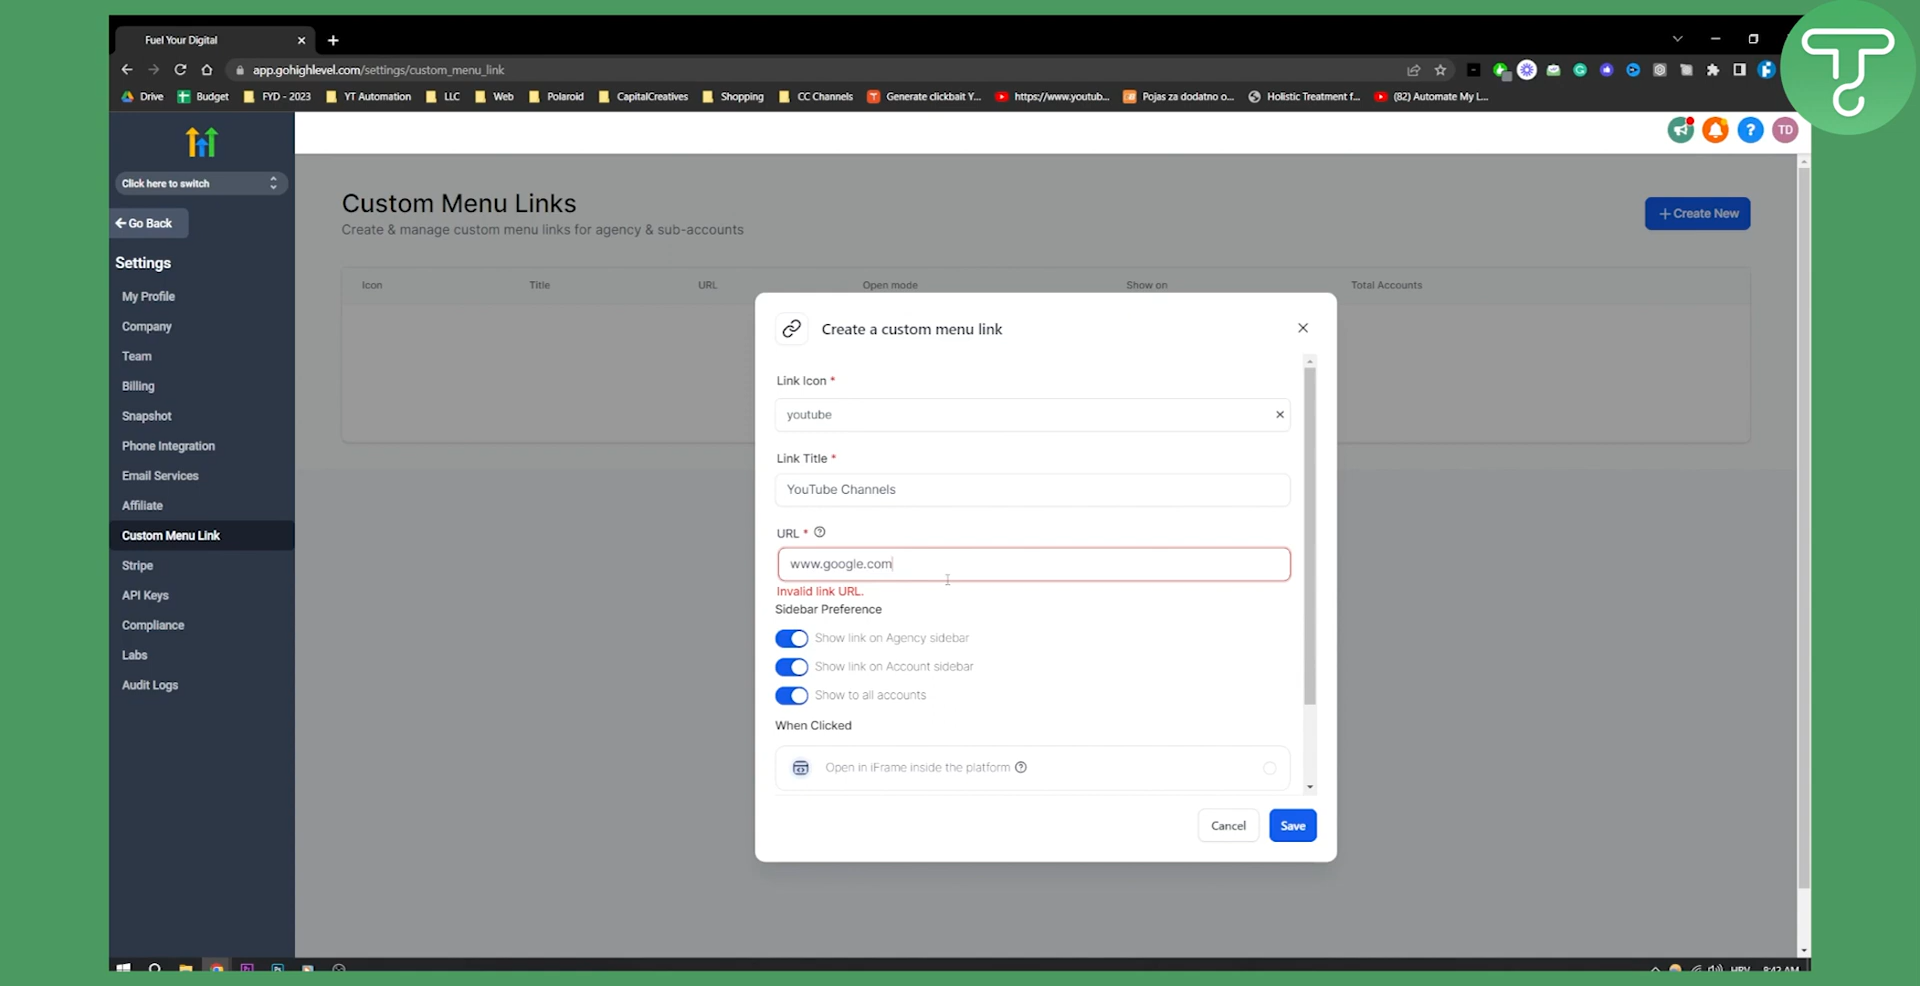 Fuel Your Digital
app.gohighlevel.com/settings/custom_menu_link
Drive Budget FYD - 2023 YT Automation LLC Web Polaroid CapitalCreatives Shopping CC Channels Generate clickbait Y... https://www.youtub... Pojas za dodatno o... Holistic Treatment f... (82) Automate My L...
TD
Click here to switch
Go Back
Settings
My Profile
Company
Team
Billing
Snapshot
Phone Integration
Email Services
Affiliate
Custom Menu Link
Stripe
API Keys
Compliance
Labs
Audit Logs
Custom Menu Links
Create & manage custom menu links for agency & sub-accounts
+ Create New
Icon Title URL Open mode Show on Total Accounts
Create a custom menu link
Link Icon *
youtube
Link Title *
YouTube Channels
URL *
www.google.com
Invalid link URL.
Sidebar Preference
Show link on Agency sidebar
Show link on Account sidebar
Show to all accounts
When Clicked
Open in iFrame inside the platform
Cancel Save
HRV 8:42 AM